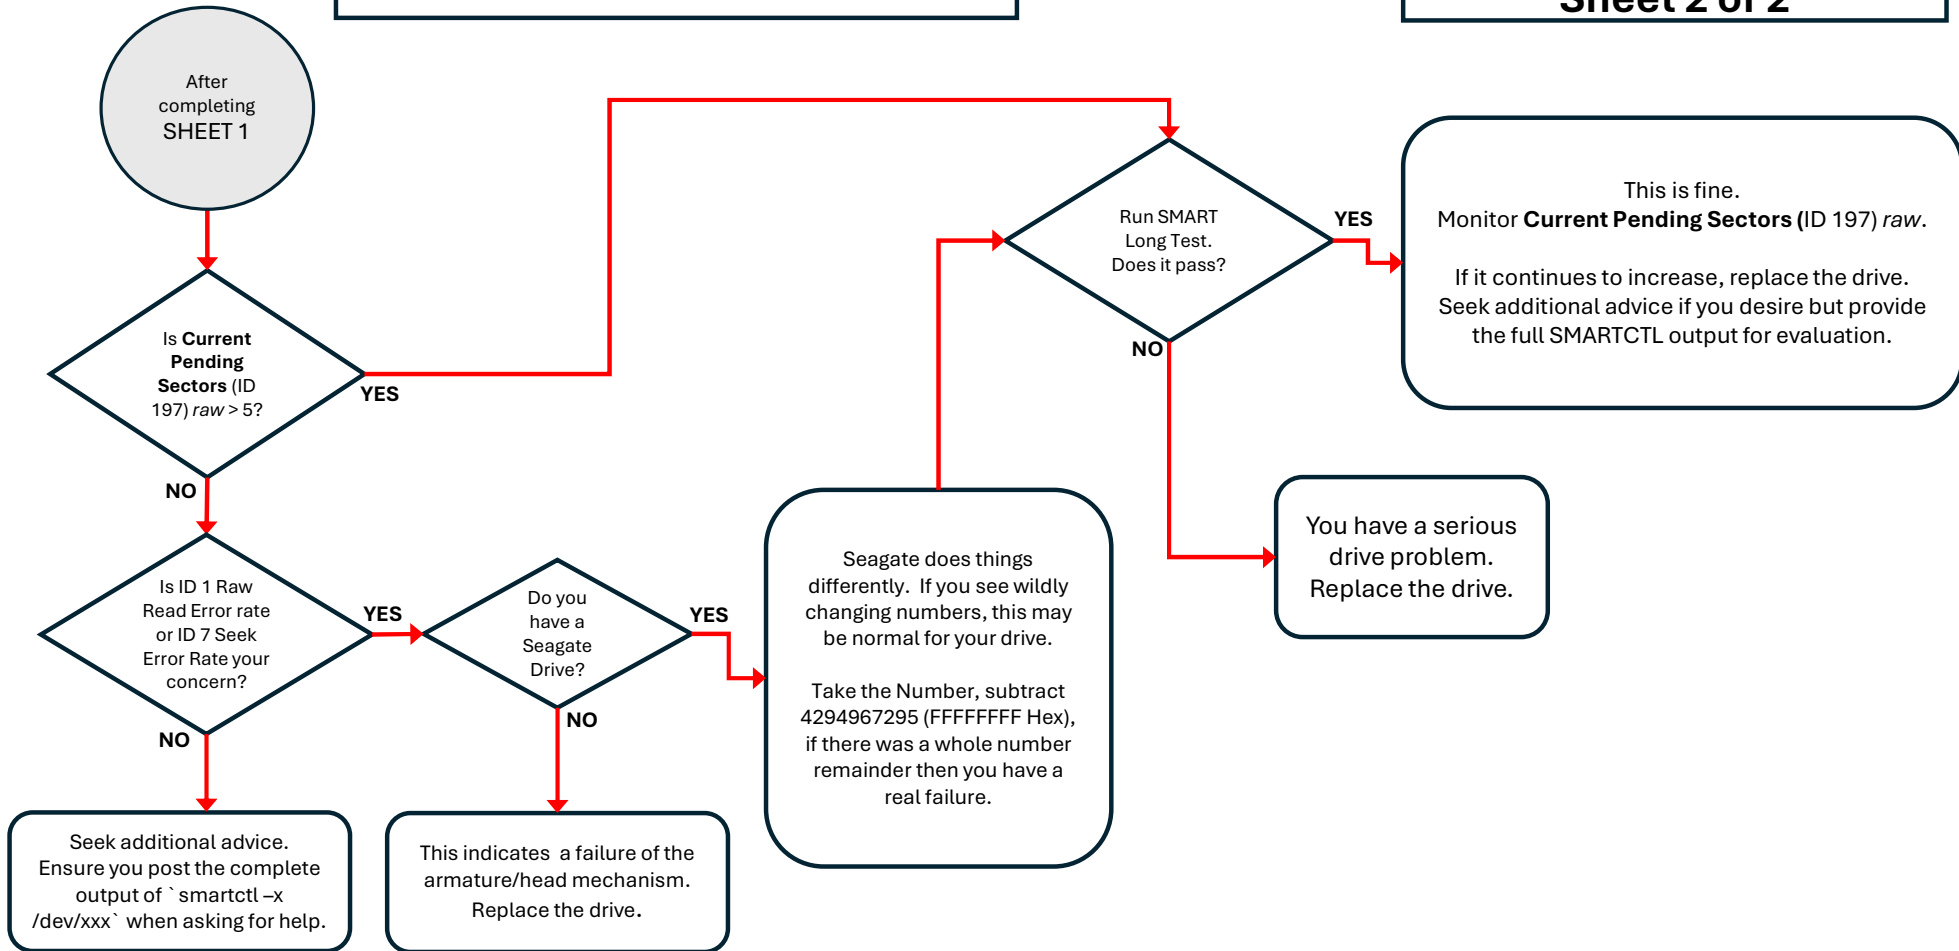 Sheet 2 of 2
After
completing
SHEET 1
Is Current
Pending
Sectors (ID
197) raw > 5?
YES
NO
Run SMART
Long Test.
Does it pass?
YES
NO
This is fine.
Monitor Current Pending Sectors (ID 197) raw.
If it continues to increase, replace the drive.
Seek additional advice if you desire but provide
the full SMARTCTL output for evaluation.
You have a serious
drive problem.
Replace the drive.
Is ID 1 Raw
Read Error rate
or ID 7 Seek
Error Rate your
concern?
YES
NO
Do you
have a
Seagate
Drive?
YES
NO
Seagate does things
differently.  If you see wildly
changing numbers, this may
be normal for your drive.
Take the Number, subtract
4294967295 (FFFFFFFF Hex),
if there was a whole number
remainder then you have a
real failure.
Seek additional advice.
Ensure you post the complete
output of `smartctl –x
/dev/xxx` when asking for help.
This indicates  a failure of the
armature/head mechanism.
Replace the drive.